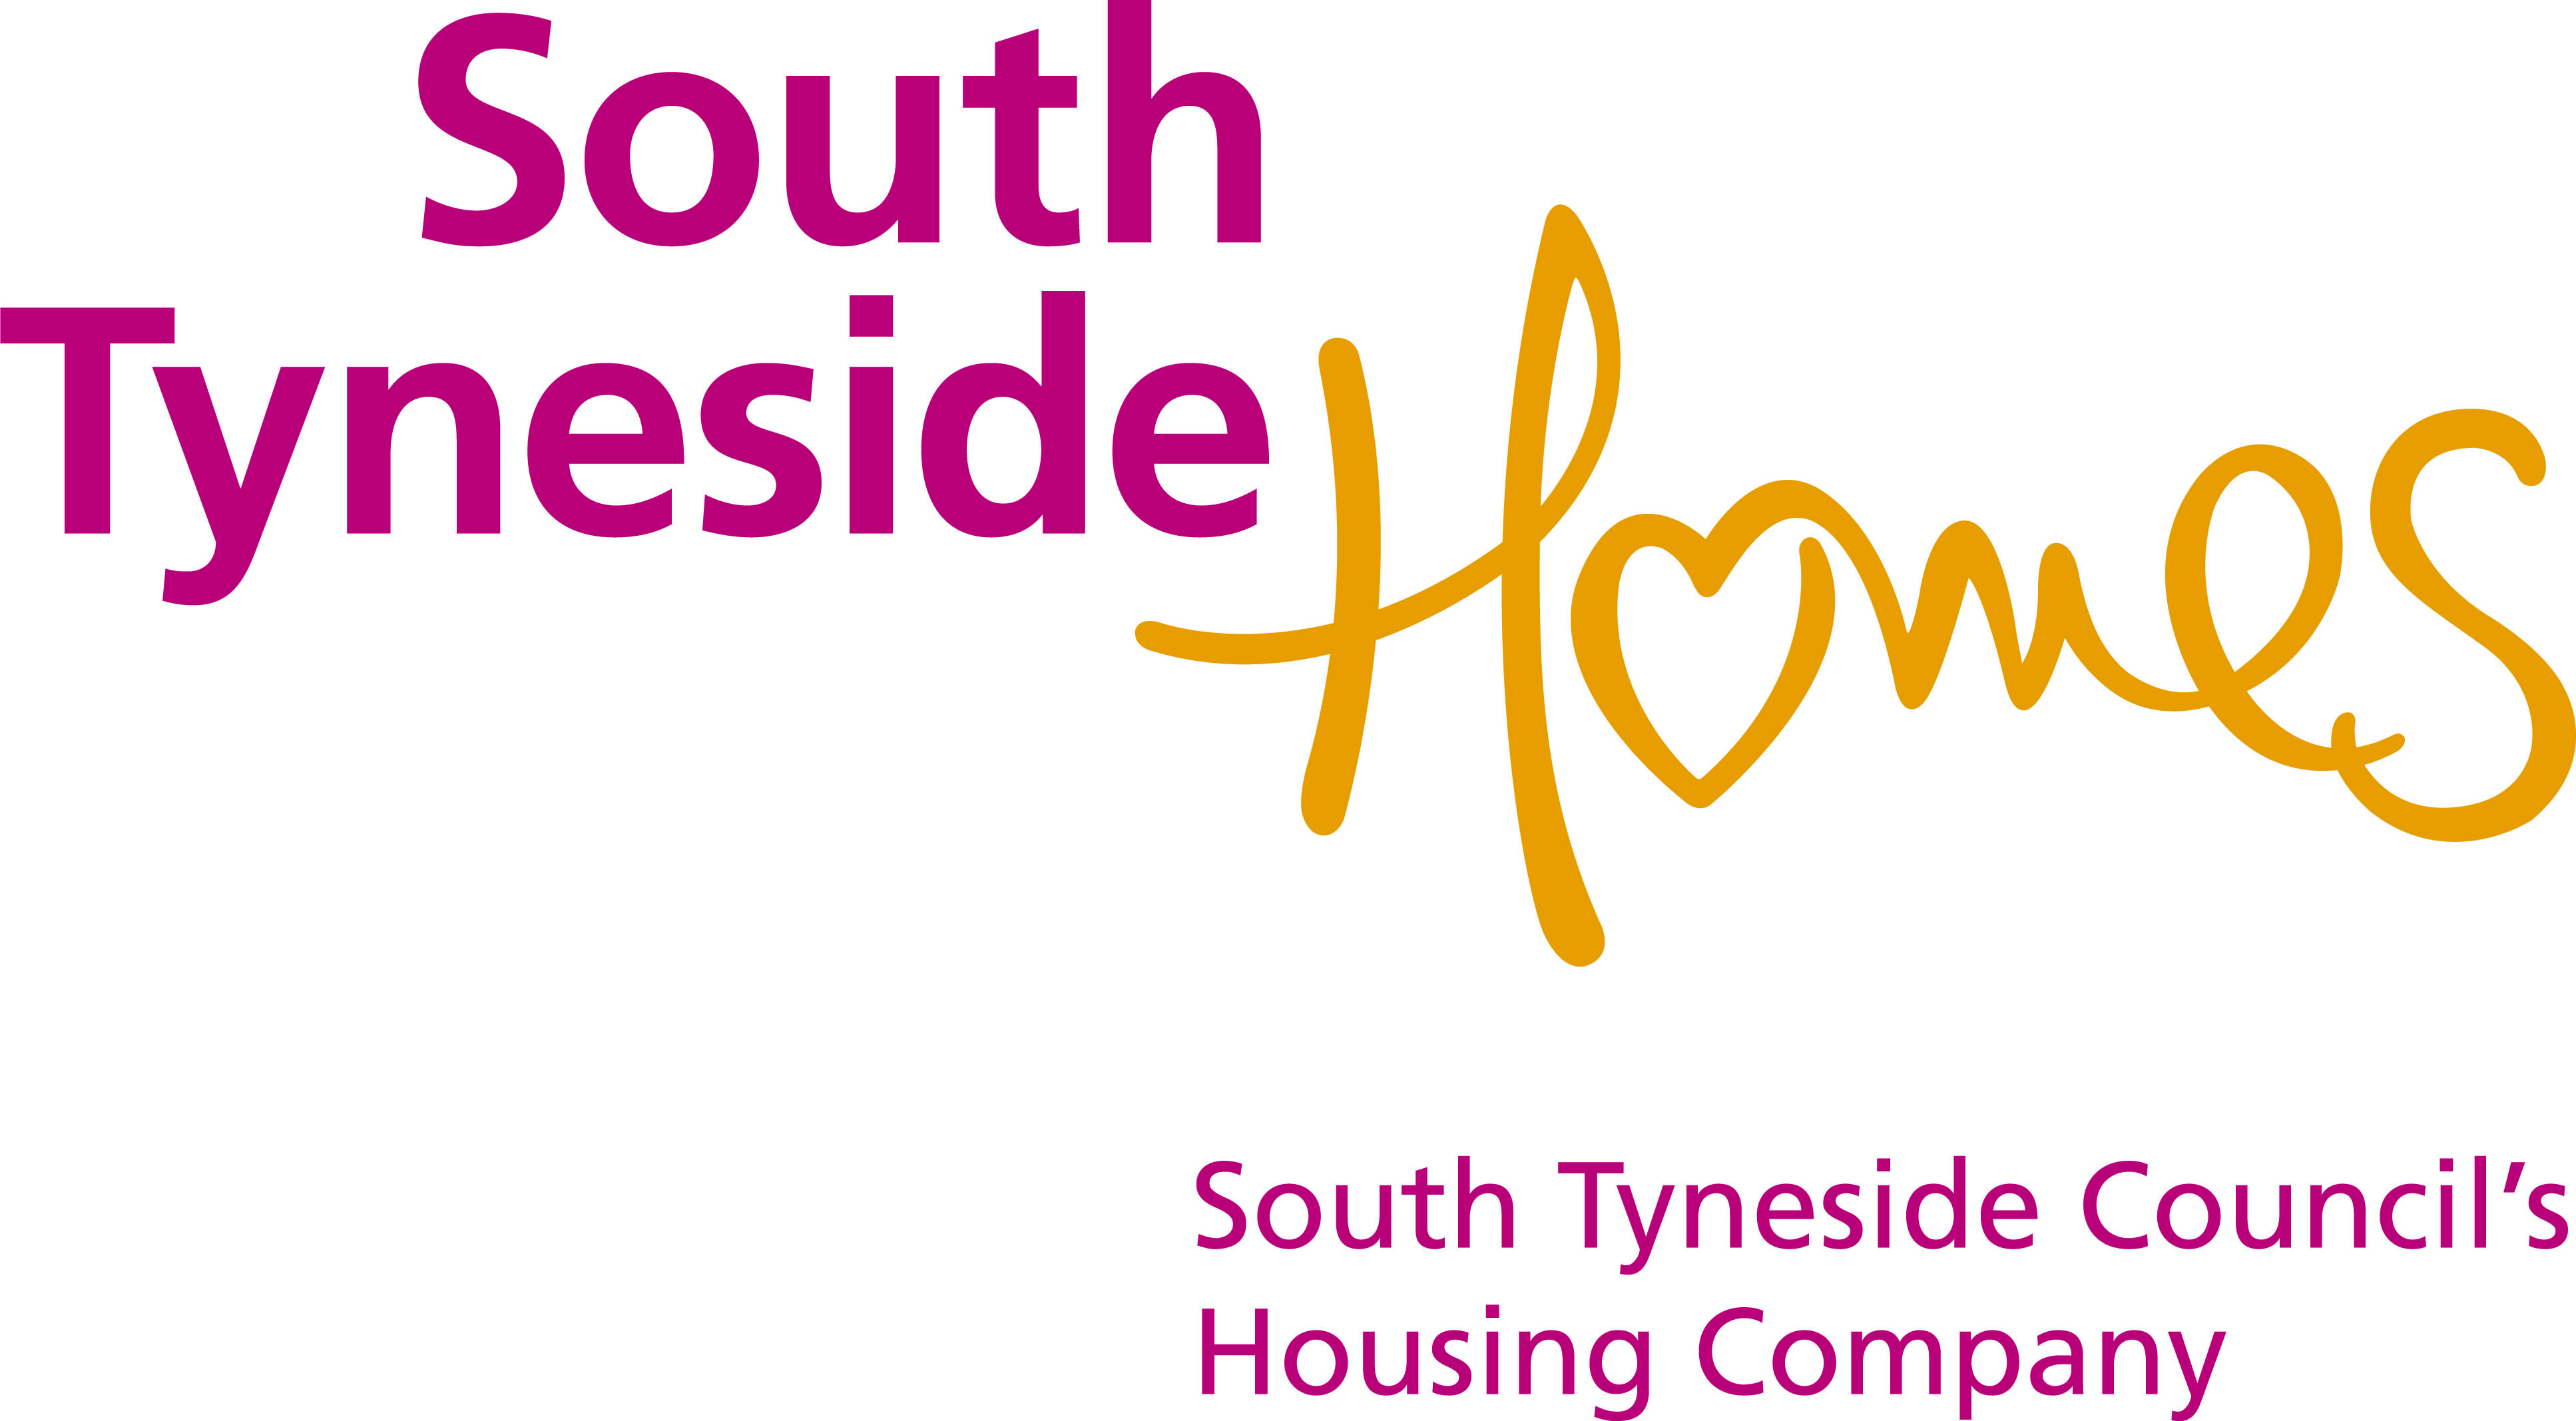 South
Tyneside
Homes
South Tyneside Council’s
Housing Company